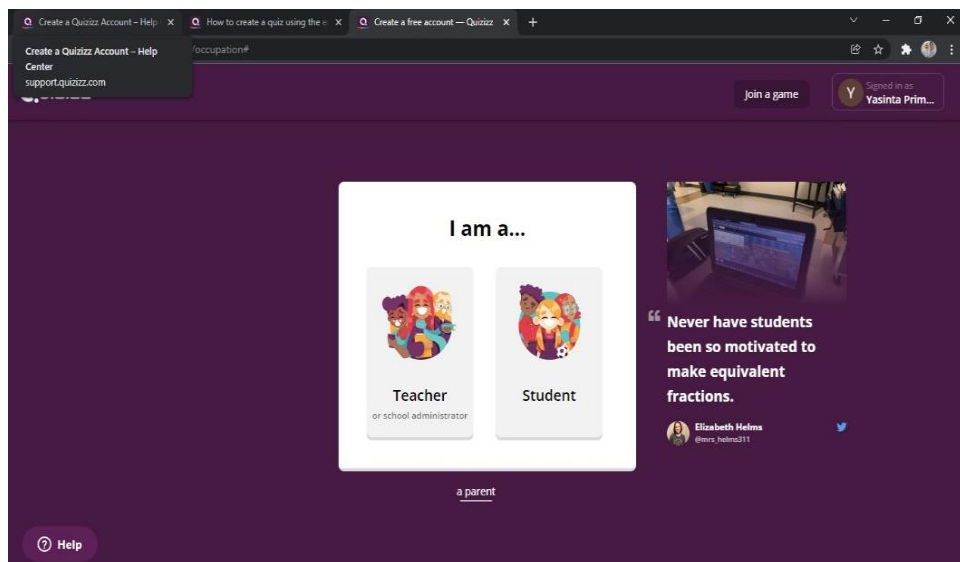 Create a Quizizz Account – Help
How to create a quiz using the e
Create a free account — Quizizz
Create a Quizizz Account – Help
Center
support.quizizz.com
/occupation#
Join a game
Y
Signed in as
Yasinta Prim...
I am a...
Teacher
or school administrator
Student
a parent
“ Never have students
been so motivated to
make equivalent
fractions.
Elizabeth Helms
@mrs_helms311
? Help